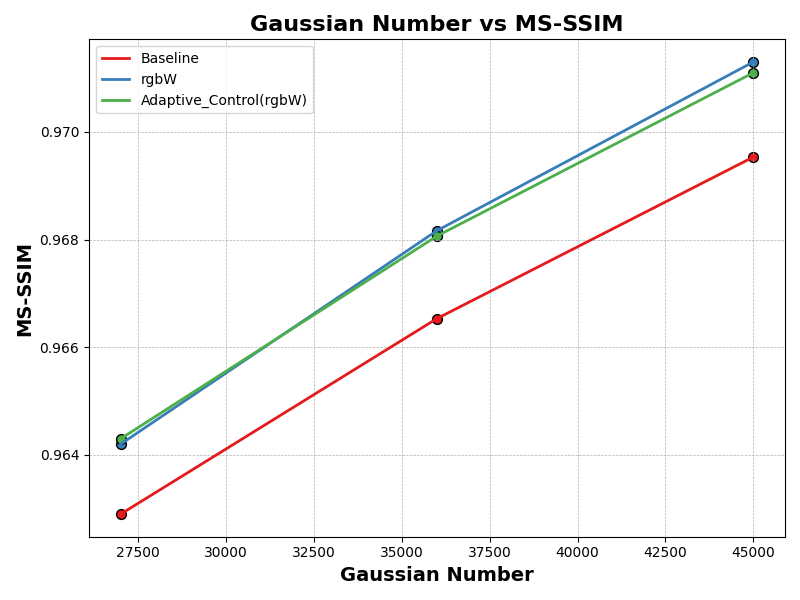 Gaussian Number vs MS-SSIM
Baseline
rgbW
Adaptive_Control(rgbW)
MS-SSIM
0.970
0.968
0.966
0.964
27500 30000 32500 35000 37500 40000 42500 45000
Gaussian Number